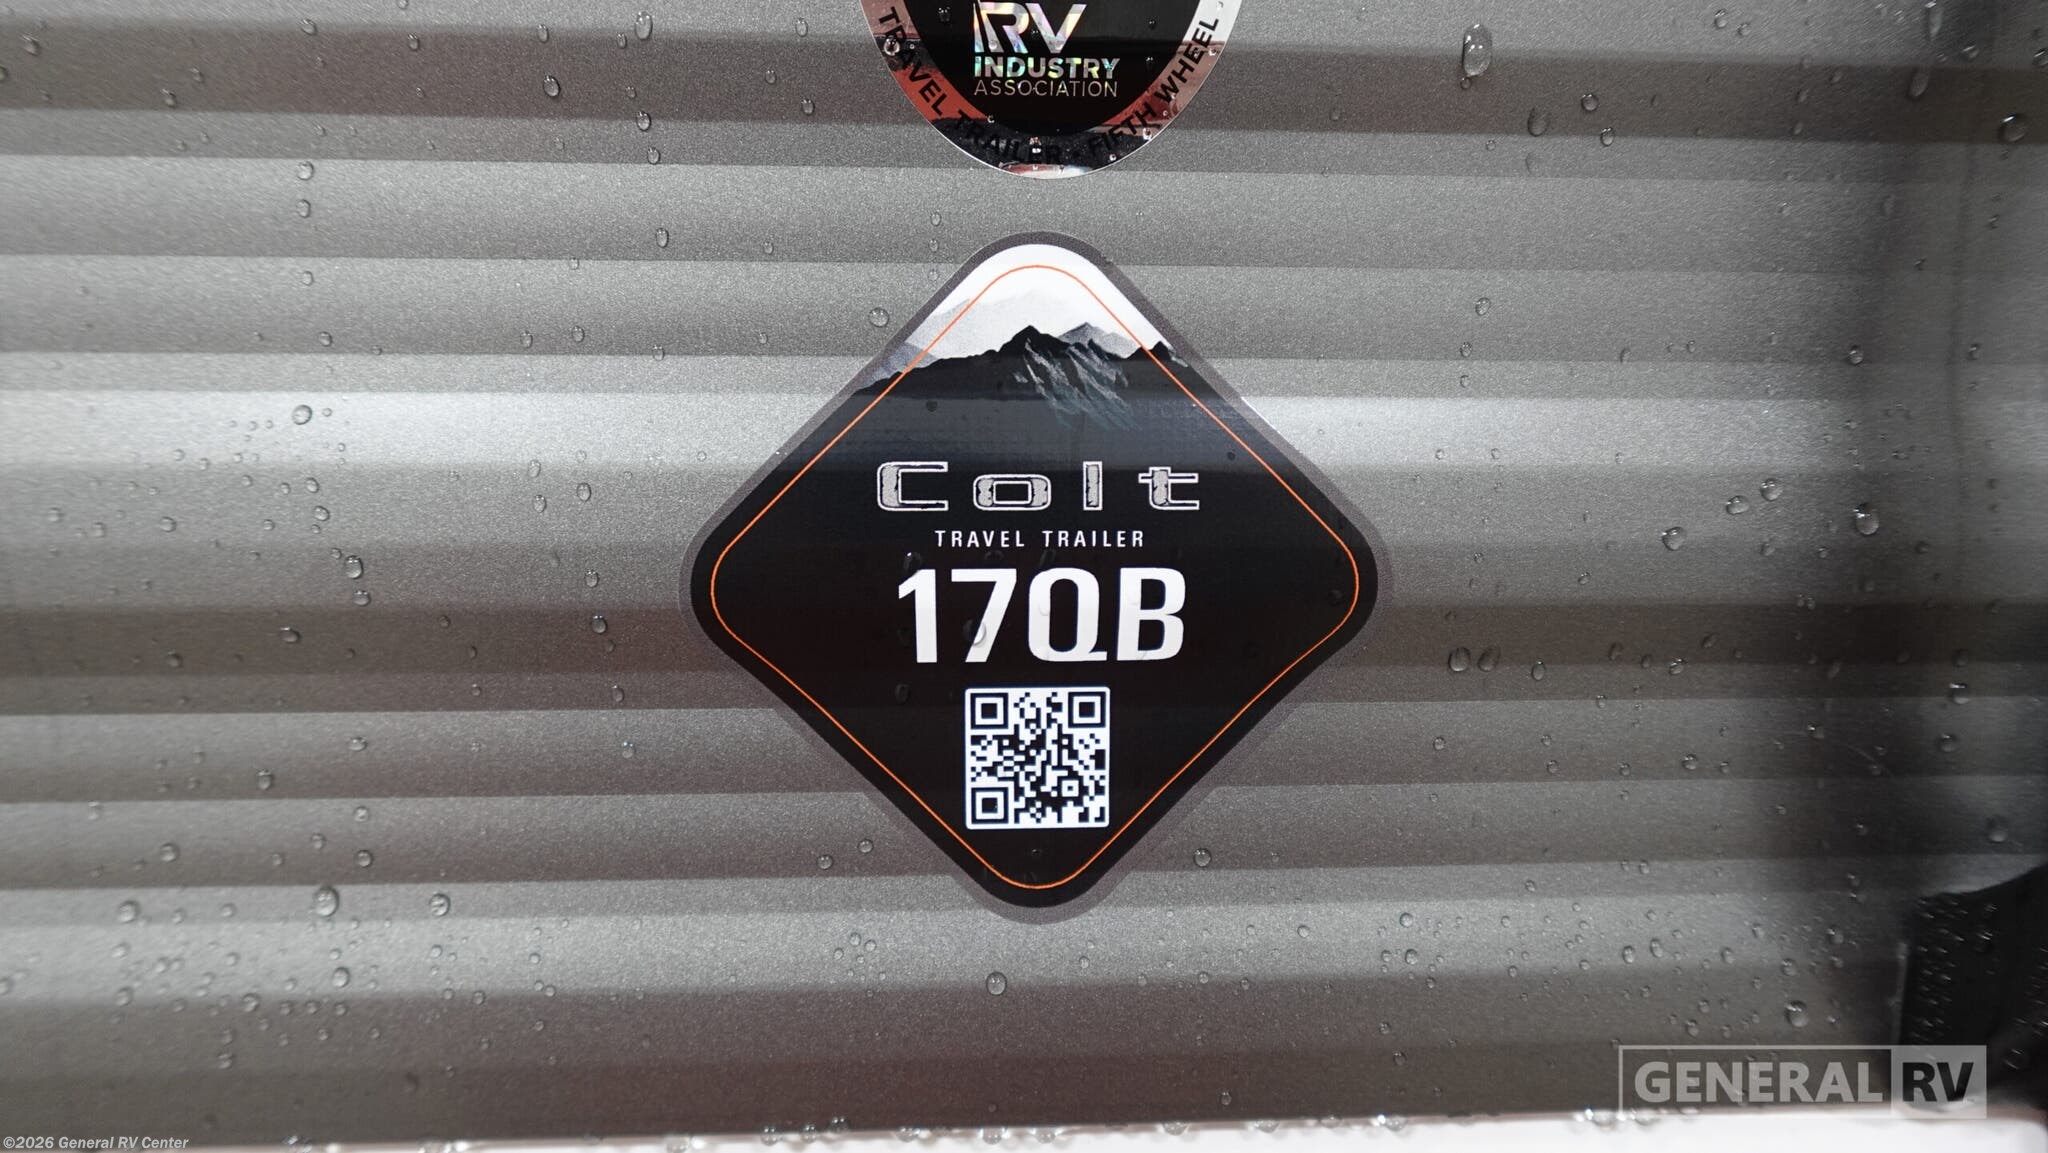 RV
INDUSTRY
ASSOCIATION
TRAVEL TRAILER · FIFTH WHEEL
Colt
TRAVEL TRAILER
17QB
GENERAL RV
©2026 General RV Center